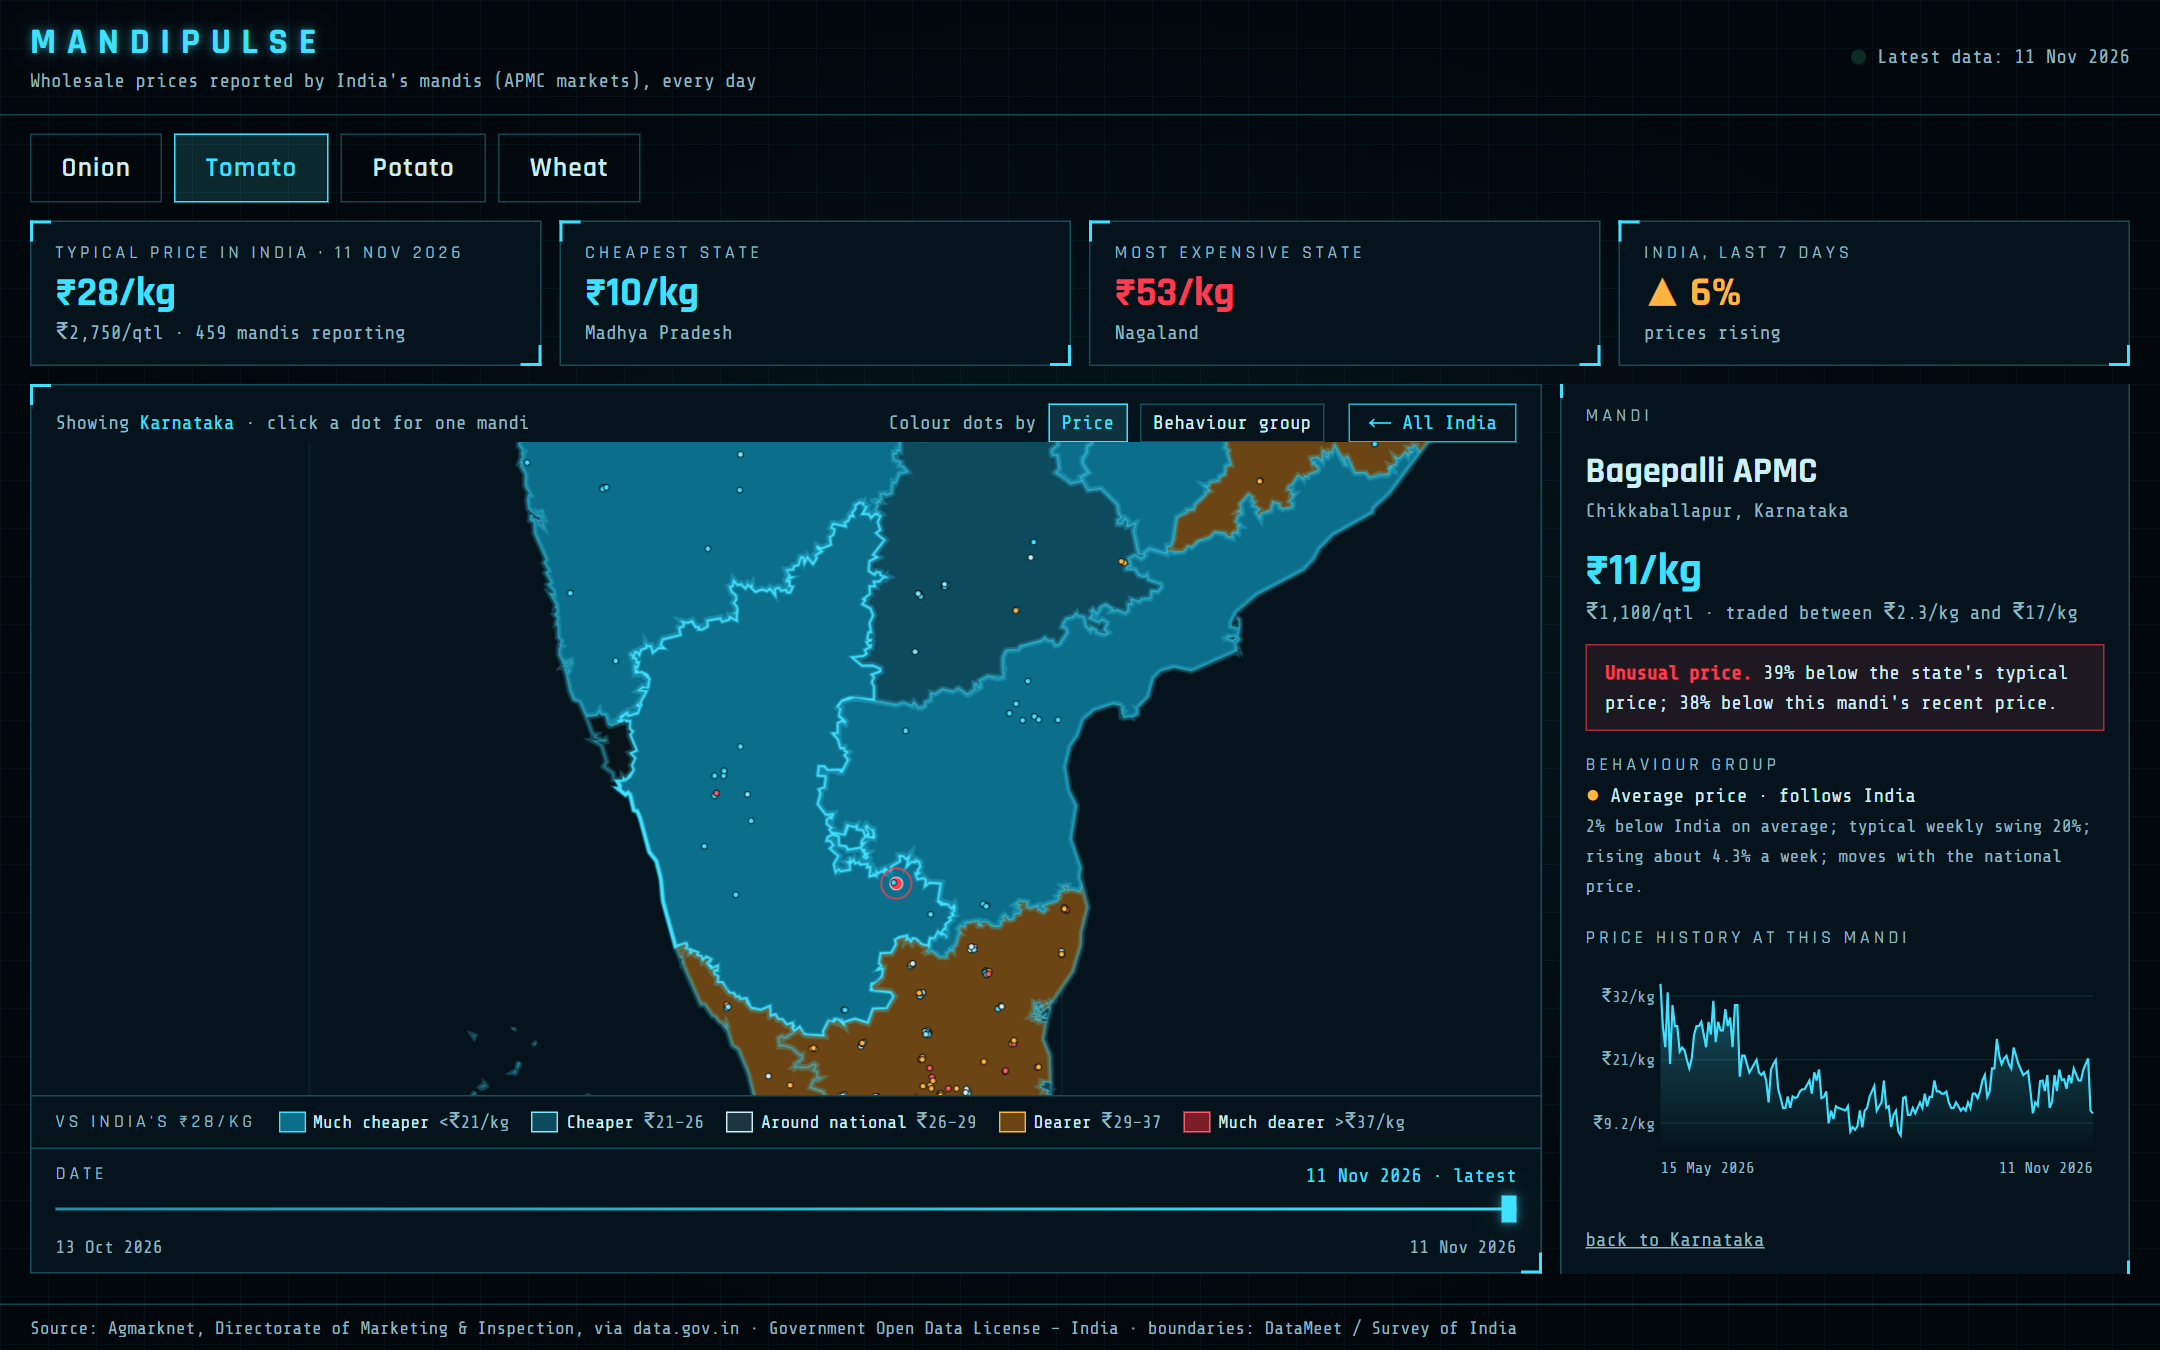 MANDIPULSE
Wholesale prices reported by India's mandis (APMC markets), every day
Latest data: 11 Nov 2026
Onion
Tomato
Potato
Wheat
TYPICAL PRICE IN INDIA · 11 NOV 2026
₹28/kg
₹2,750/qtl · 459 mandis reporting
CHEAPEST STATE
₹10/kg
Madhya Pradesh
MOST EXPENSIVE STATE
₹53/kg
Nagaland
INDIA, LAST 7 DAYS
▲ 6%
prices rising
Showing Karnataka · click a dot for one mandi
Colour dots by
Price
Behaviour group
← All India
VS INDIA'S ₹28/KG
Much cheaper <₹21/kg
Cheaper ₹21–26
Around national ₹26–29
Dearer ₹29–37
Much dearer >₹37/kg
DATE
11 Nov 2026 · latest
13 Oct 2026
11 Nov 2026
MANDI
Bagepalli APMC
Chikkaballapur, Karnataka
₹11/kg
₹1,100/qtl · traded between ₹2.3/kg and ₹17/kg
Unusual price. 39% below the state's typical
price; 38% below this mandi's recent price.
BEHAVIOUR GROUP
Average price · follows India
2% below India on average; typical weekly swing 20%;
rising about 4.3% a week; moves with the national
price.
PRICE HISTORY AT THIS MANDI
₹32/kg
₹21/kg
₹9.2/kg
15 May 2026
11 Nov 2026
back to Karnataka
Source: Agmarknet, Directorate of Marketing & Inspection, via data.gov.in · Government Open Data License – India · boundaries: DataMeet / Survey of India